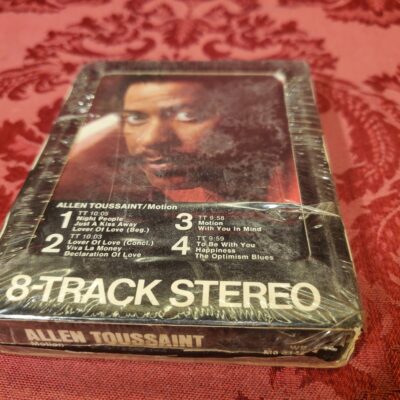 ALLEN TOUSSAINT/Motion
1 TT 10:05
Night People
Just A Kiss Away
Lover Of Love (Beg.)
2 TT 10:03
Lover Of Love (Concl.)
Viva La Money
Declaration Of Love
3 TT 9:58
Motion
With You In Mind
4 TT 9:59
To Be With You
Happiness
The Optimism Blues
8-TRACK STEREO
ALLEN TOUSSAINT
Motion